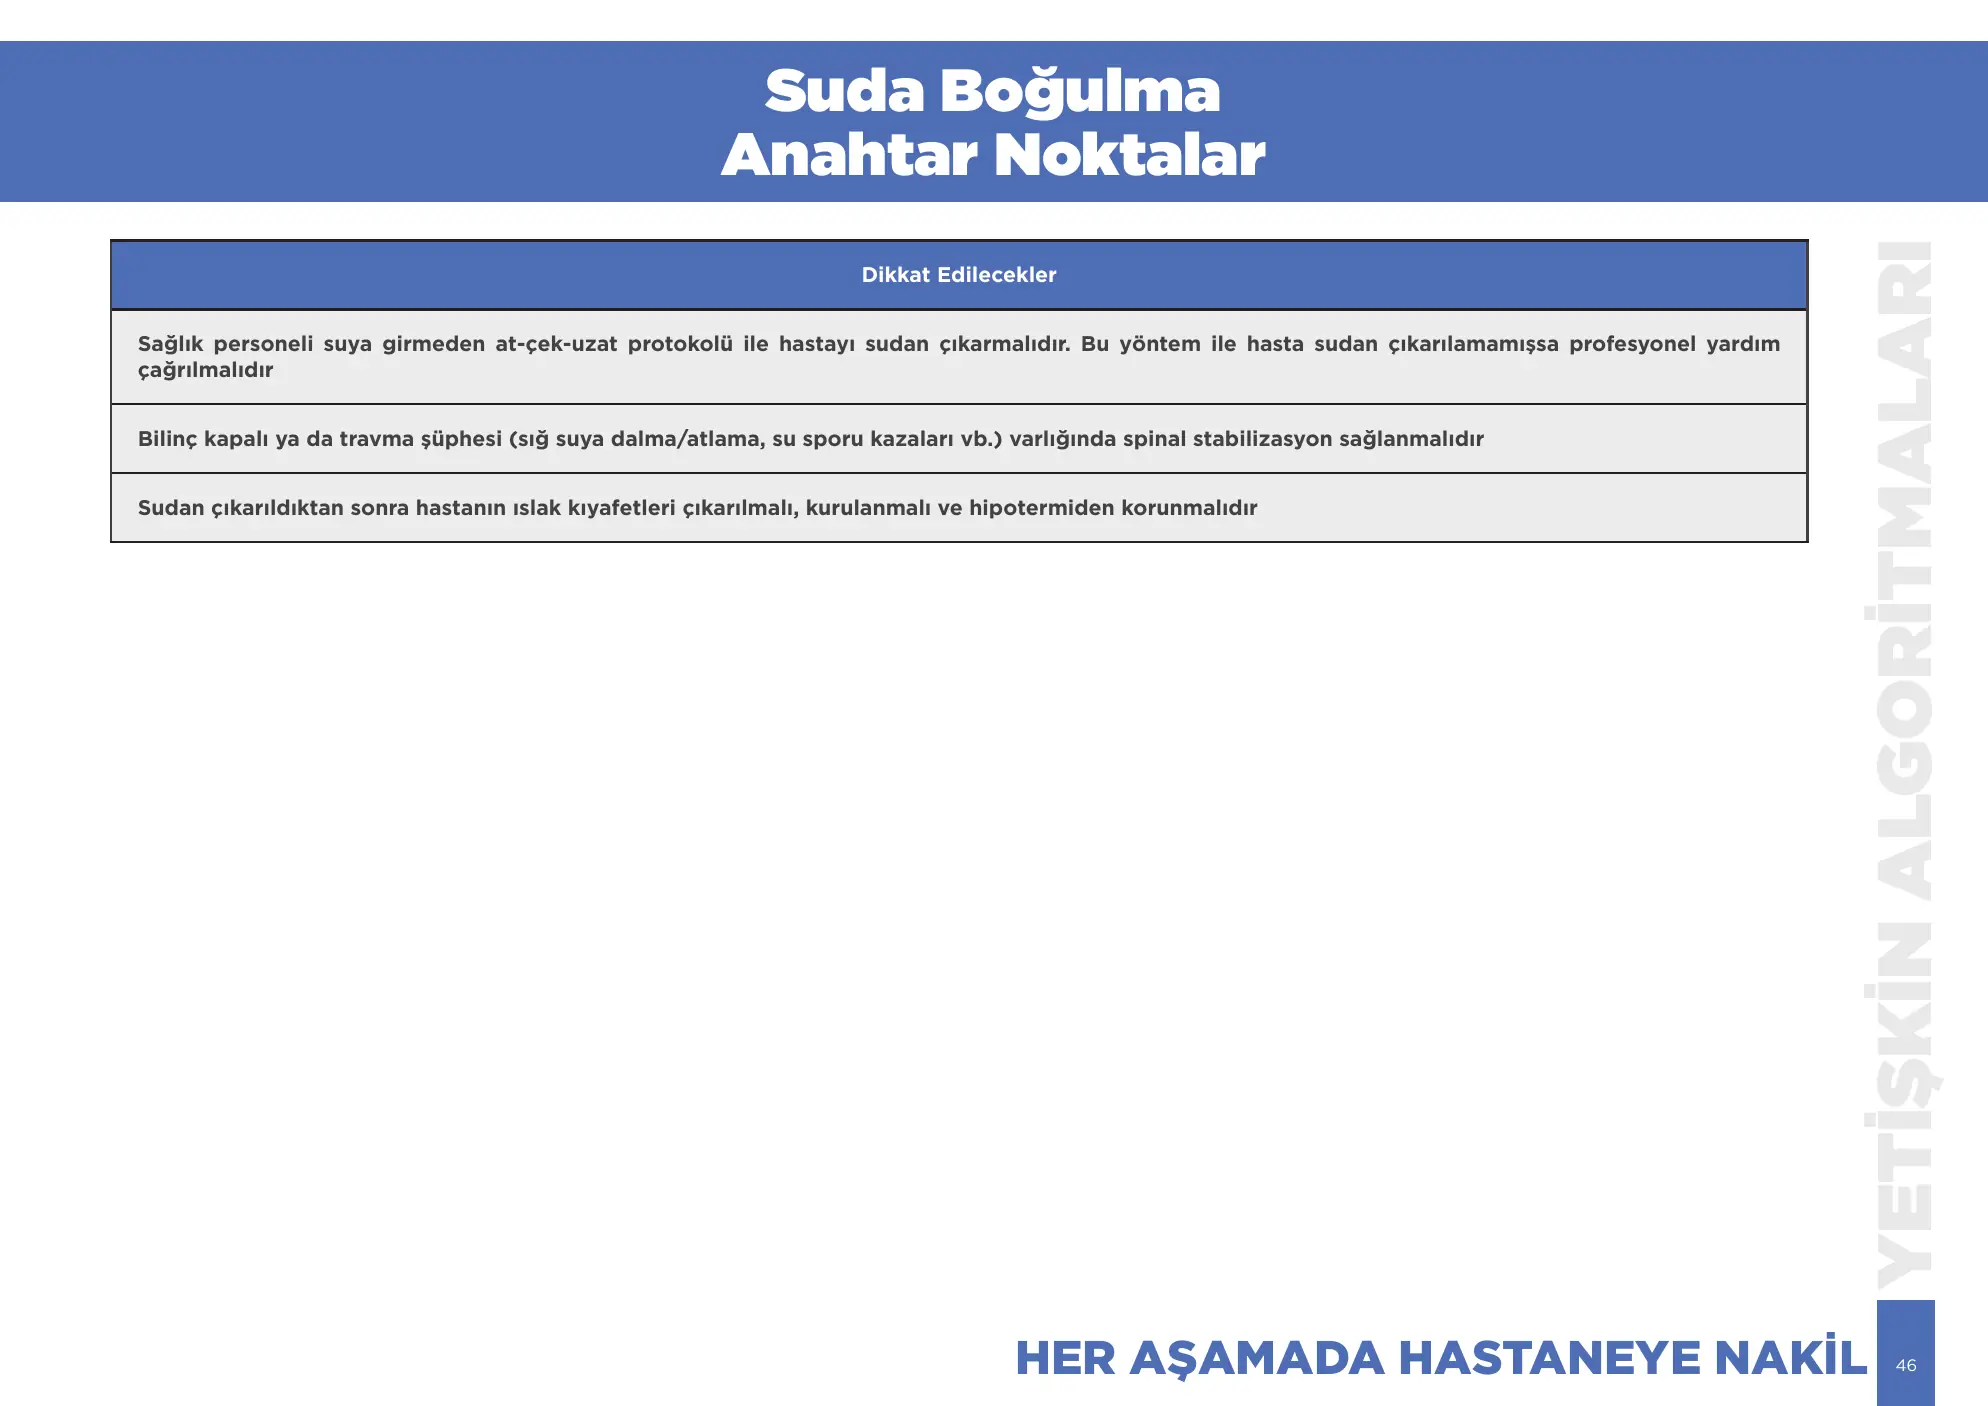 Suda Boğulma
Anahtar Noktalar
Dikkat Edilecekler
Sağlık personeli suya girmeden at-çek-uzat protokolü ile hastayı sudan çıkarmalıdır. Bu yöntem ile hasta sudan çıkarılamamışsa profesyonel yardım
çağrılmalıdır
Bilinç kapalı ya da travma şüphesi (sığ suya dalma/atlama, su sporu kazaları vb.) varlığında spinal stabilizasyon sağlanmalıdır
Sudan çıkarıldıktan sonra hastanın ıslak kıyafetleri çıkarılmalı, kurulanmalı ve hipotermiden korunmalıdır
YETİŞKİN ALGORİTMALARI
HER AŞAMADA HASTANEYE NAKİL
46